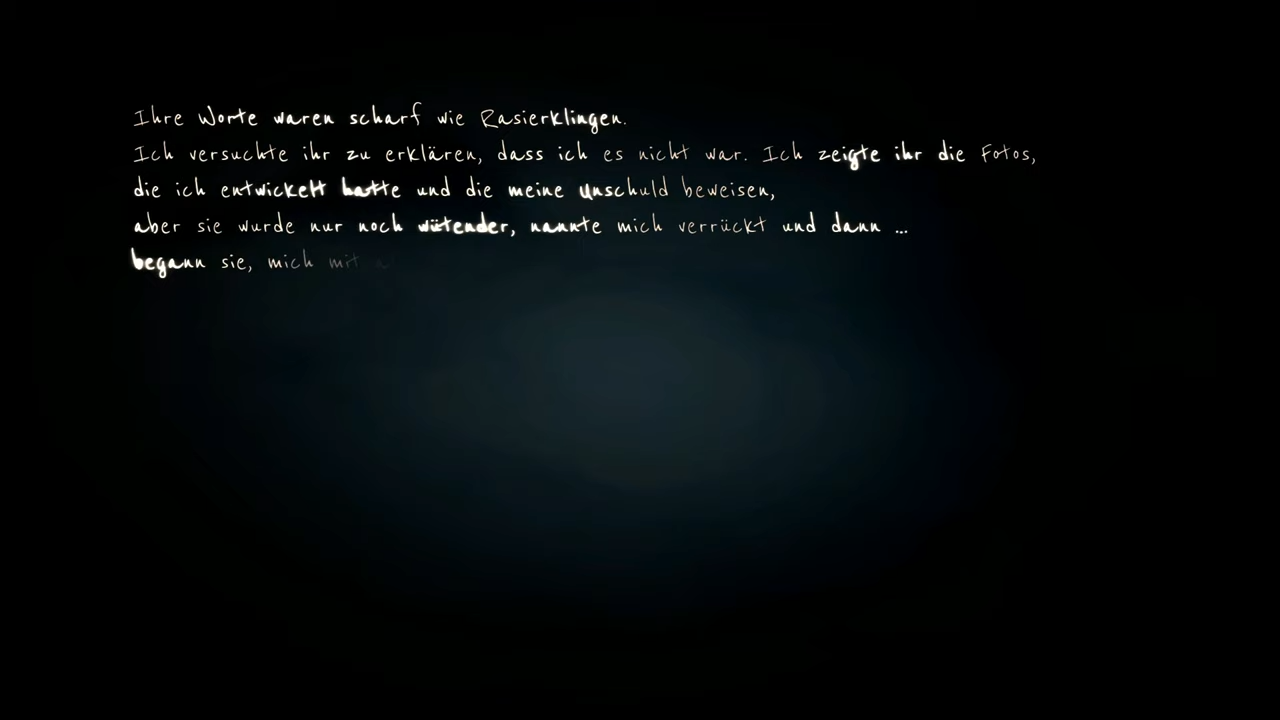 Ihre Worte waren scharf wie Rasierklingen.
Ich versuchte ihr zu erklären, dass ich es nicht war. Ich zeigte ihr die Fotos,
die ich entwickelt hatte und die meine Unschuld beweisen,
aber sie wurde nur noch wütender, nannte mich verrückt und dann ...
begann sie, mich mit